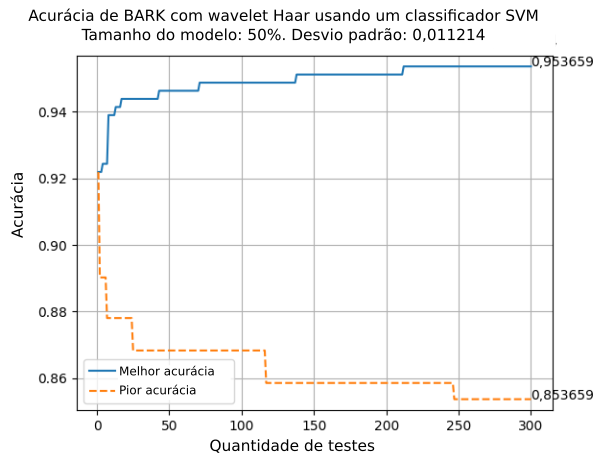 Acurácia de BARK com wavelet Haar usando um classificador SVM
Tamanho do modelo: 50%. Desvio padrão: 0,011214
0,953659
0.94
0.92
0.90
0.88
0.86
Acurácia
Melhor acurácia
Pior acurácia
0,853659
0 50 100 150 200 250 300
Quantidade de testes